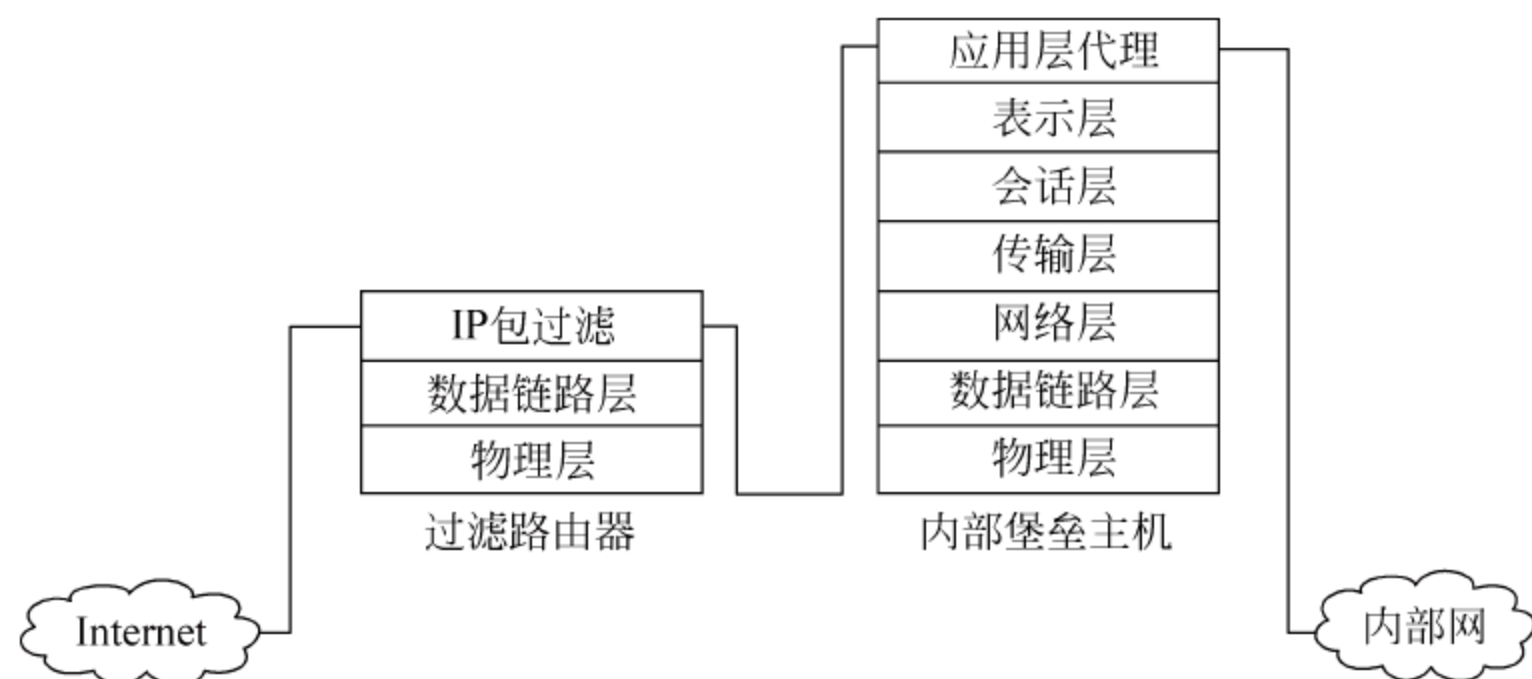 应用层代理
表示层
会话层
传输层
网络层
数据链路层
物理层
内部堡垒主机
IP包过滤
数据链路层
物理层
过滤路由器
Internet
内部网